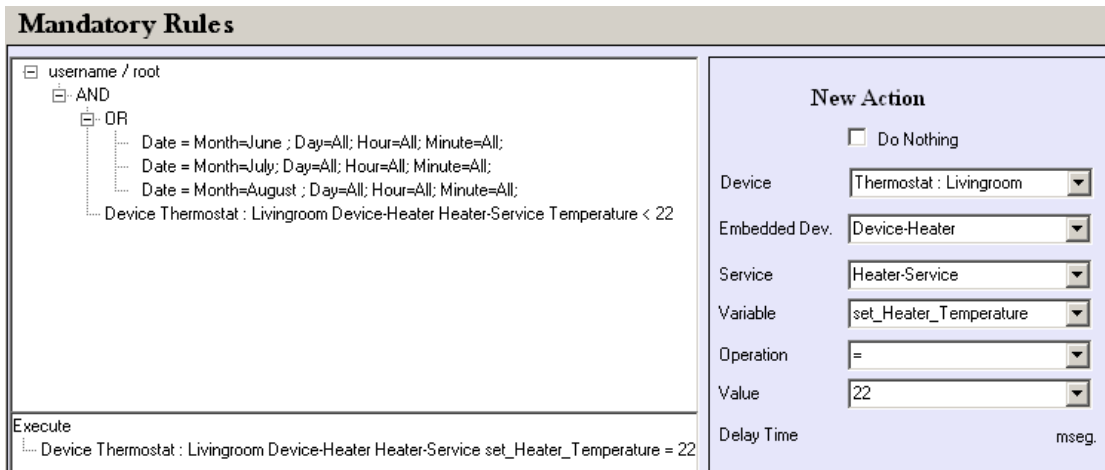 Mandatory Rules
username / root
AND
OR
Date = Month=June ; Day=All; Hour=All; Minute=All;
Date = Month=July; Day=All; Hour=All; Minute=All;
Date = Month=August ; Day=All; Hour=All; Minute=All;
Device Thermostat : Livingroom Device-Heater Heater-Service Temperature < 22
Execute
Device Thermostat : Livingroom Device-Heater Heater-Service set_Heater_Temperature = 22
New Action
Do Nothing
Device Thermostat : Livingroom
Embedded Dev. Device-Heater
Service Heater-Service
Variable set_Heater_Temperature
Operation =
Value 22
Delay Time mseg.